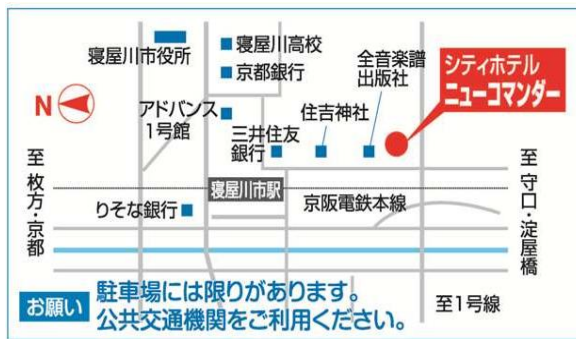 寝屋川市役所
寝屋川高校
京都銀行
全音楽譜
出版社
シティホテル
ニューコマンダー
N
アドバンス
1号館
三井住友
銀行
住吉神社
至枚方・京都
寝屋川市駅
京阪電鉄本線
至守口・淀屋橋
りそな銀行
お願い
駐車場には限りがあります。
公共交通機関をご利用ください。
至1号線